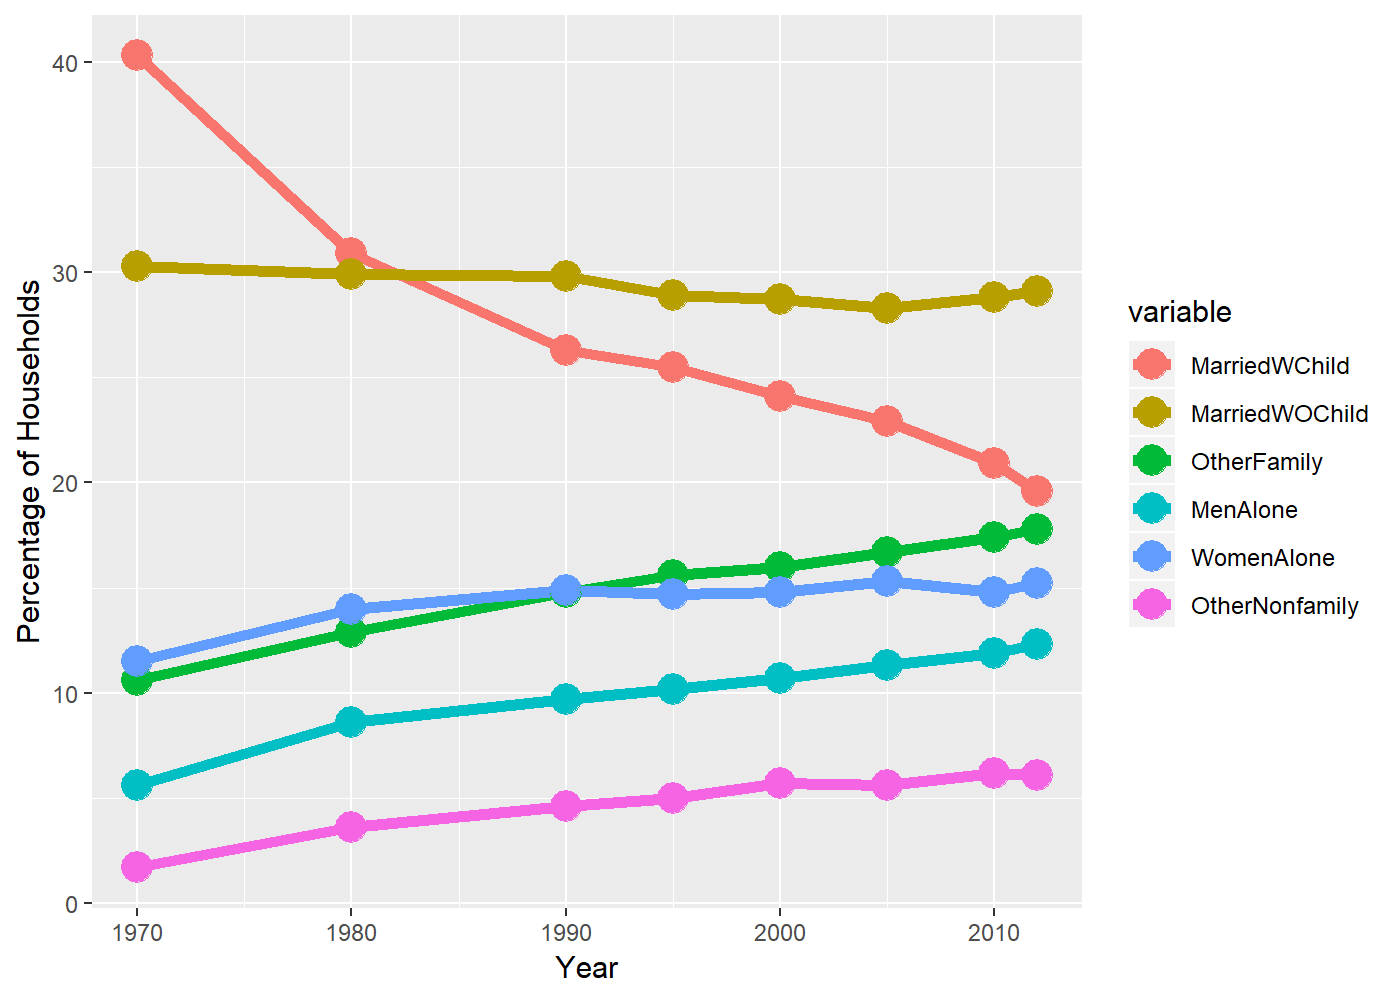 40
30
20
10
0
Percentage of Households
1970 1980 1990 2000 2010
Year
variable
MarriedWChild
MarriedWOChild
OtherFamily
MenAlone
WomenAlone
OtherNonfamily